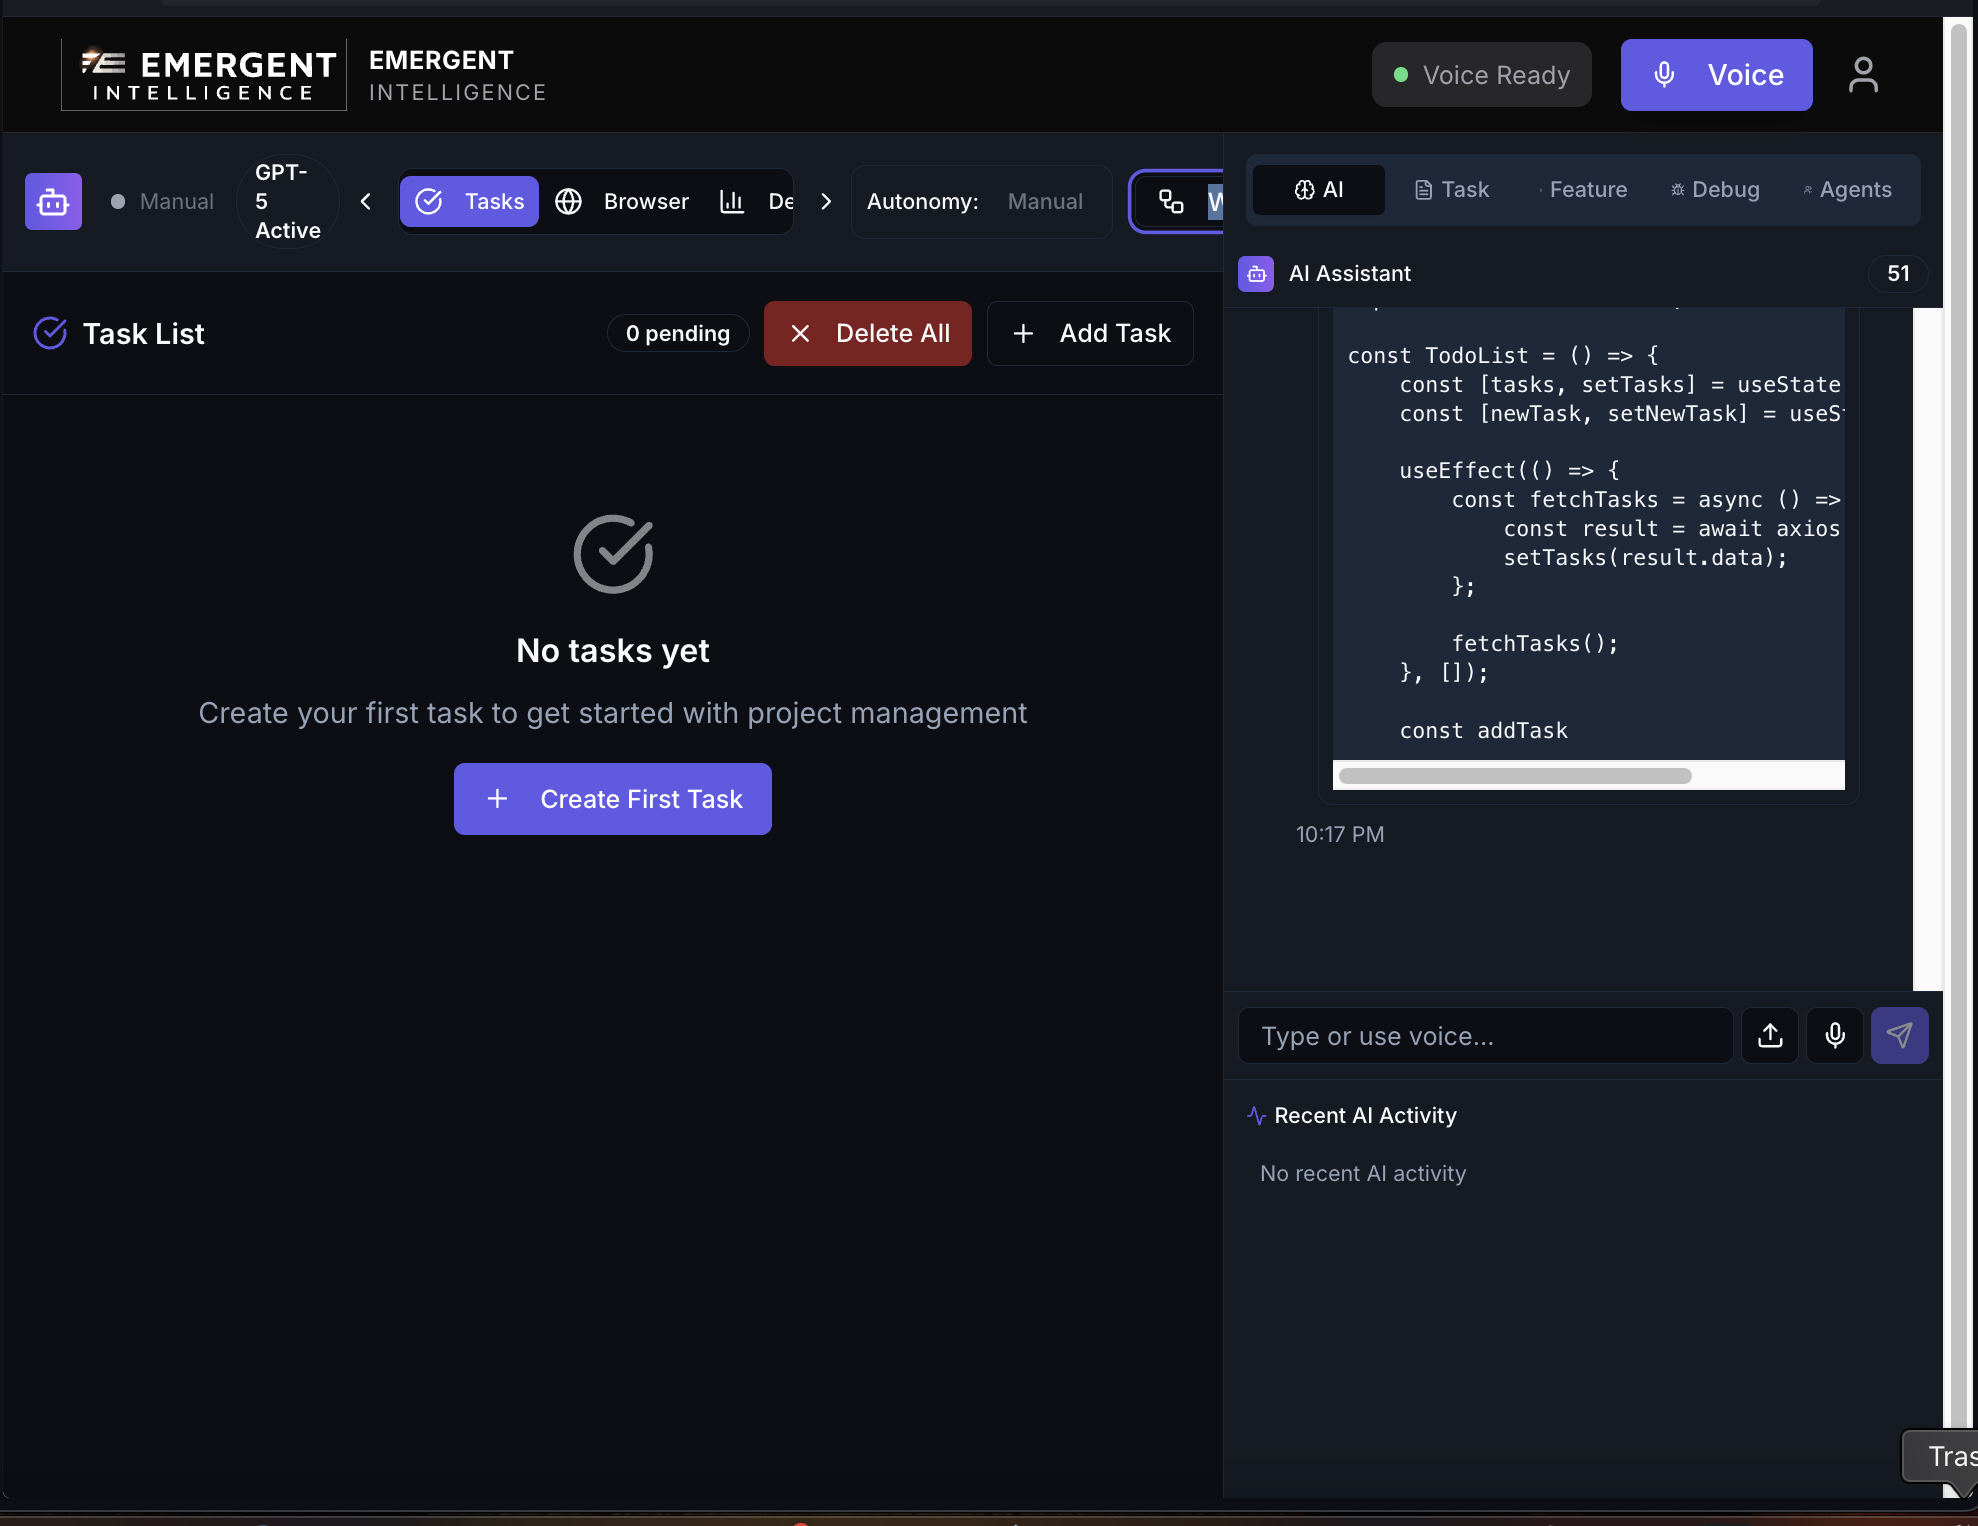 EMERGENT
INTELLIGENCE
EMERGENT
INTELLIGENCE
Voice Ready
Voice
Manual
GPT-
5
Active
Tasks
Browser
De
Autonomy:
Manual
W
AI
Task
Feature
Debug
Agents
Task List
0 pending
Delete All
Add Task
No tasks yet
Create your first task to get started with project management
Create First Task
AI Assistant
51
const TodoList = () => {
const [tasks, setTasks] = useState
const [newTask, setNewTask] = useS
useEffect(() => {
const fetchTasks = async () =>
const result = await axios
setTasks(result.data);
};
fetchTasks();
}, []);
const addTask
10:17 PM
Type or use voice...
Recent AI Activity
No recent AI activity
Tras